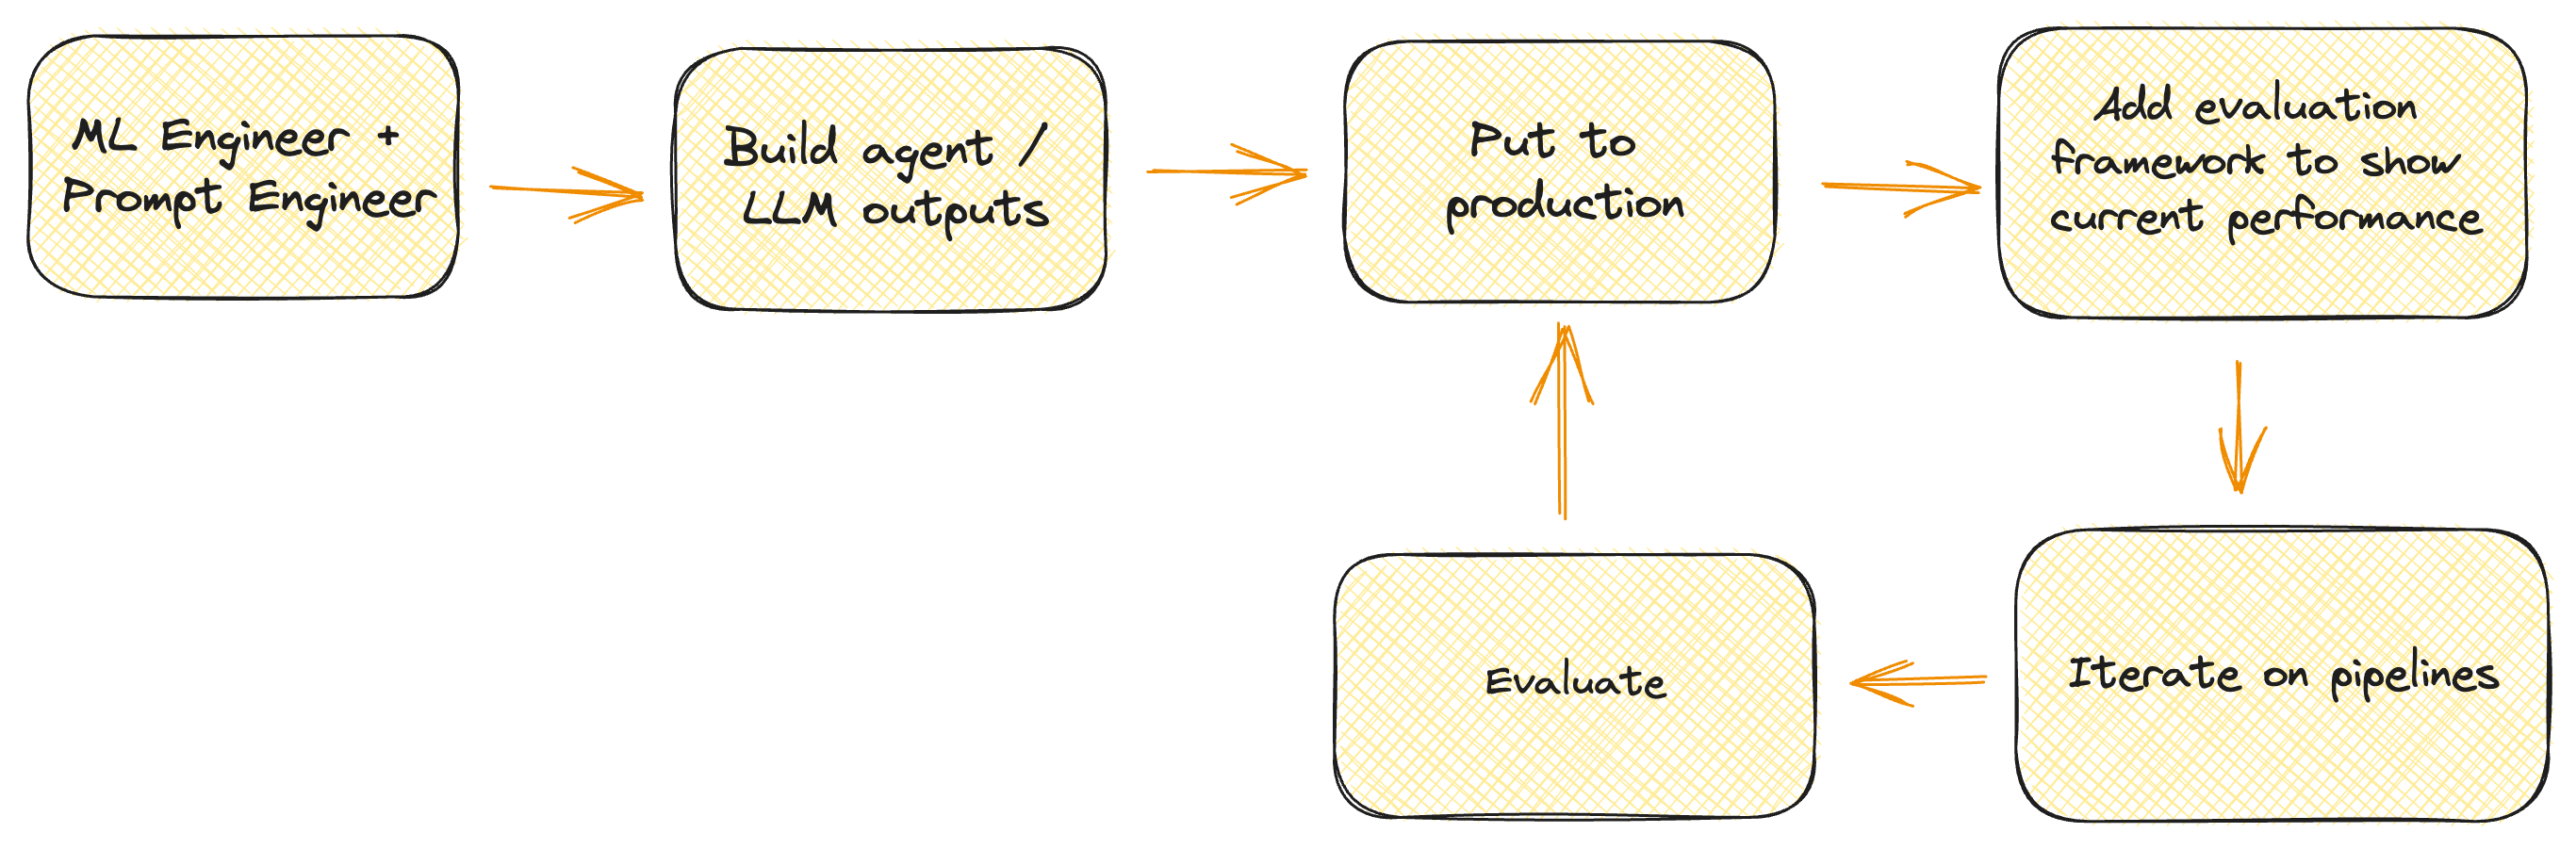 ML Engineer +
Prompt Engineer
Build agent /
LLM outputs
Put to
production
Add evaluation
framework to show
current performance
Evaluate
Iterate on pipelines